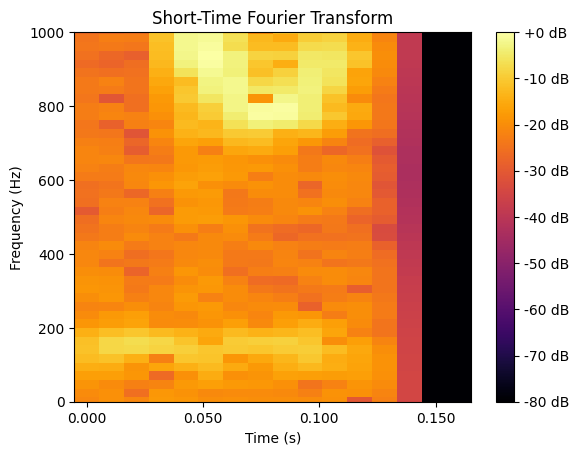 Short-Time Fourier Transform
1000
800
600
400
200
0
Frequency (Hz)
0.000
0.050
0.100
0.150
Time (s)
+0 dB
-10 dB
-20 dB
-30 dB
-40 dB
-50 dB
-60 dB
-70 dB
-80 dB